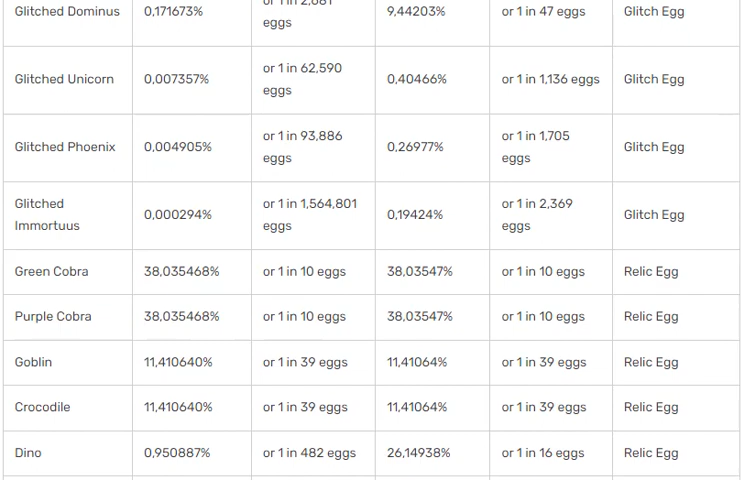 or 1 in 2,681
Glitched Dominus 0,171673% eggs 9,44203% or 1 in 47 eggs Glitch Egg
or 1 in 62,590
Glitched Unicorn 0,007357% eggs 0,40466% or 1 in 1,136 eggs Glitch Egg
or 1 in 93,886 or 1 in 1,705
Glitched Phoenix 0,004905% 0,26977% Glitch Egg
eggs eggs
Glitched or 1 in 1,564,801 or 1 in 2,369
0,000294% 0,19424% Glitch Egg
Immortuus eggs eggs
Green Cobra 38,035468% or 1 in 10 eggs 38,03547% or 1 in 10 eggs Relic Egg
Purple Cobra 38,035468% or 1 in 10 eggs 38,03547% or 1 in 10 eggs Relic Egg
Goblin 11,410640% or 1 in 39 eggs 11,41064% or 1 in 39 eggs Relic Egg
Crocodile 11,410640% or 1 in 39 eggs 11,41064% or 1 in 39 eggs Relic Egg
Dino 0,950887% or 1 in 482 eggs 26,14938% or 1 in 16 eggs Relic Egg